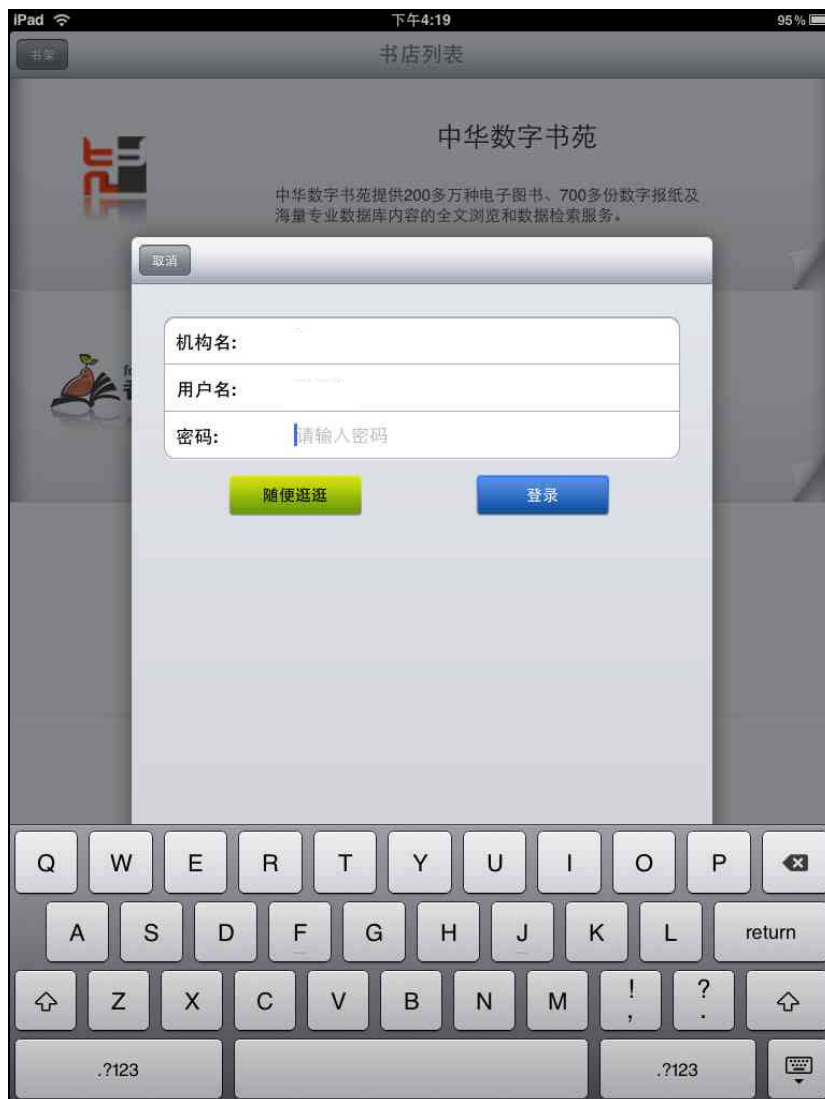 iPad 下午4:19 95%
书架 书店列表
中华数字书苑
中华数字书苑提供200多万种电子图书、700多份数字报纸及
海量专业数据库内容的全文浏览和数据检索服务。
取消
机构名:
用户名:
密码: 请输入密码
随便逛逛 登录
Q W E R T Y U I O P
A S D F G H J K L return
Z X C V B N M ! , ? .
.?123 .?123